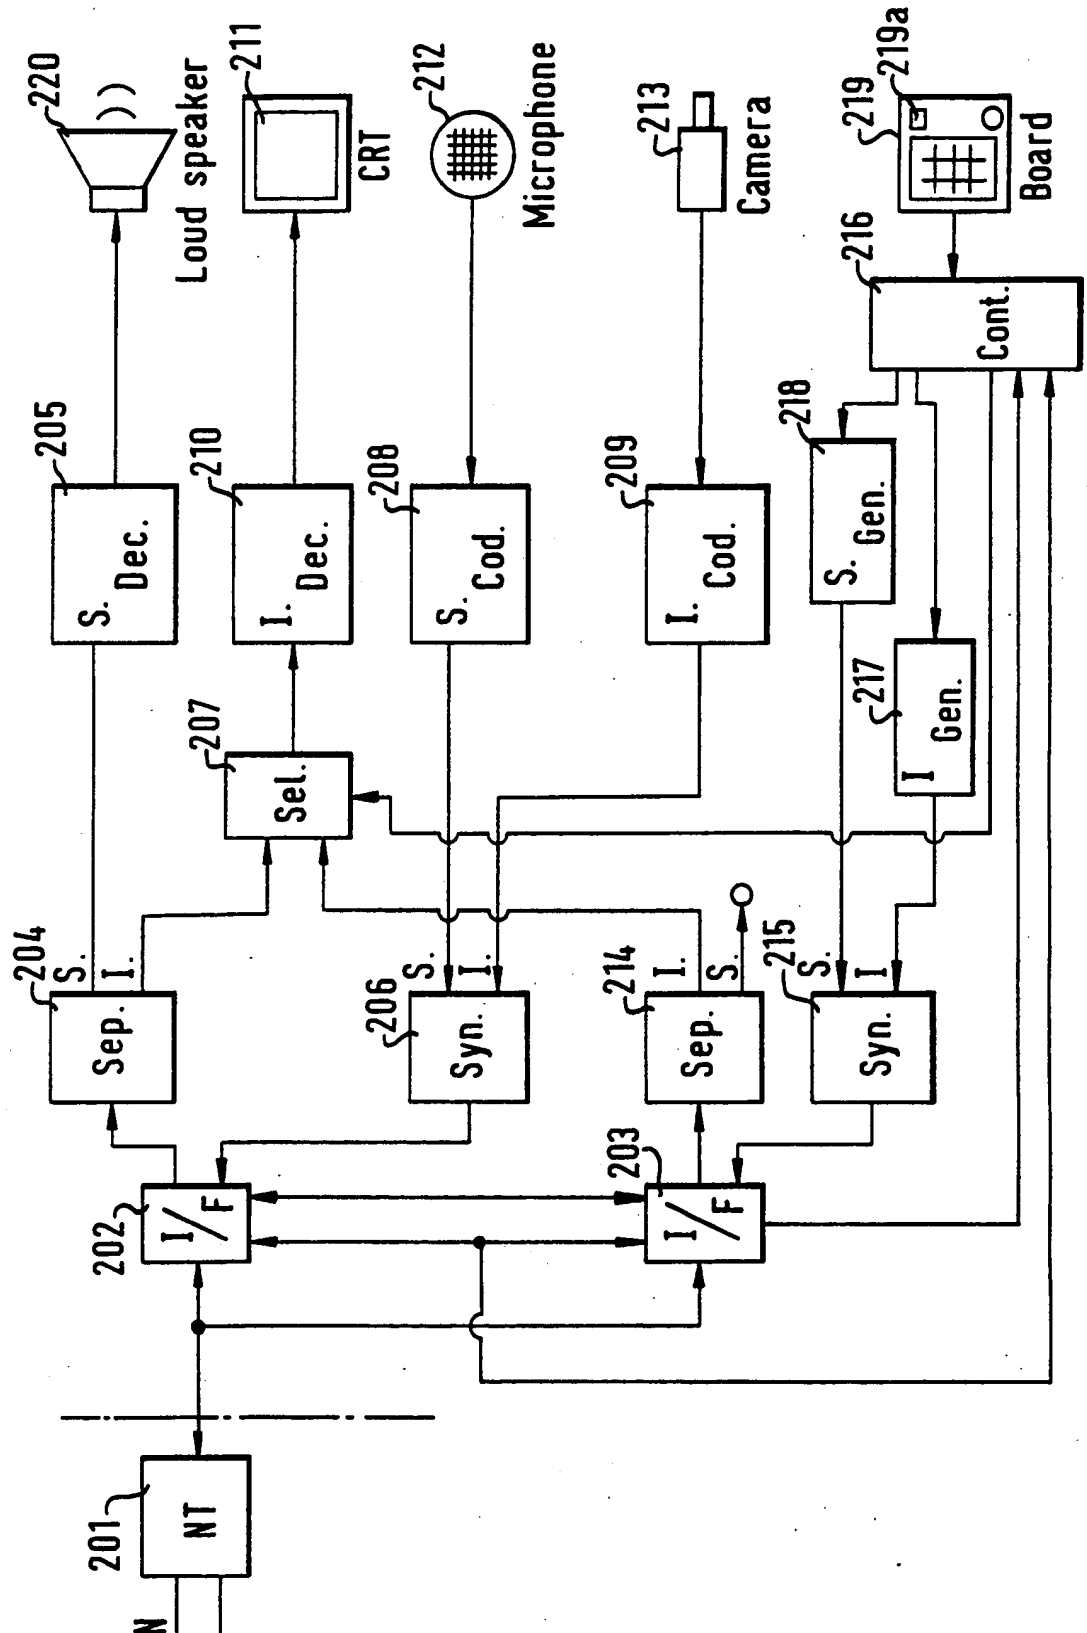 220
Loud speaker
205
S.
Dec.
204
Sep.
S.
I.
211
CRT
210
I.
Dec.
207
Sel.
212
Microphone
208
S.
Cod.
206
Syn.
S.
I.
213
Camera
209
I.
Cod.
214
Sep.
I.
S.
219
219a
Board
216
Cont.
218
S.
Gen.
217
I
Gen.
215
Syn.
S.
I
202
I/F
203
I/F
201
NT
N